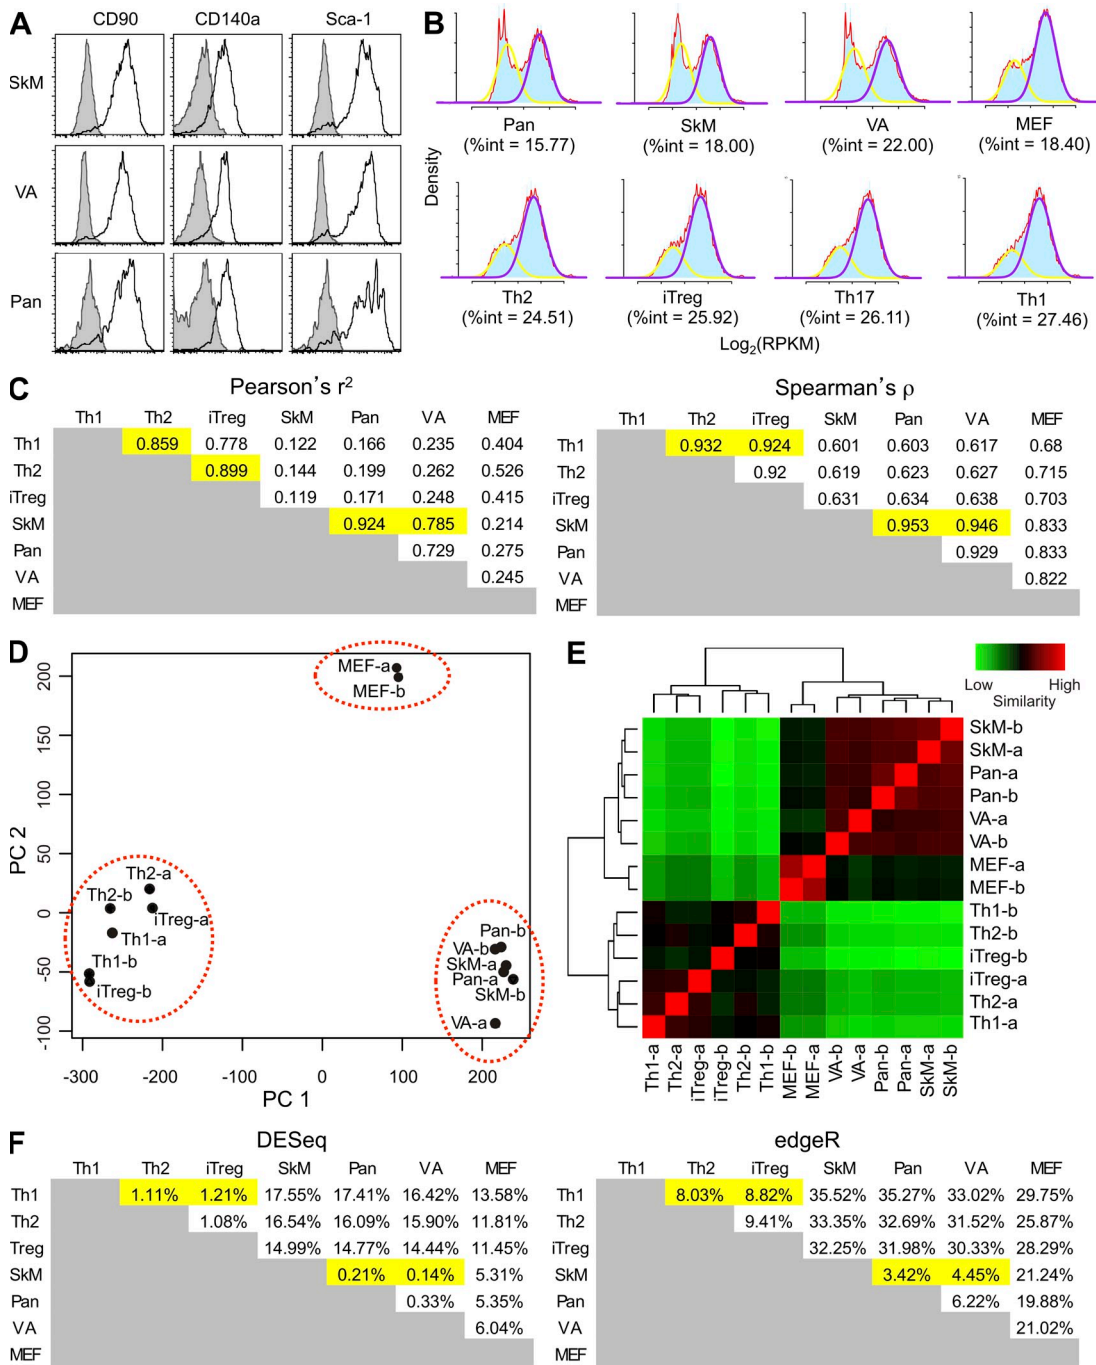 A
CD90 CD140a Sca-1
SkM
VA
Pan
B
Density
Pan SkM VA MEF
(%int = 15.77) (%int = 18.00) (%int = 22.00) (%int = 18.40)
Th2 iTreg Th17 Th1
(%int = 24.51) (%int = 25.92) (%int = 26.11) (%int = 27.46)
Log2(RPKM)
C
Pearson's r²
Th1 Th2 iTreg SkM Pan VA MEF
Th1 0.859 0.778 0.122 0.166 0.235 0.404
Th2 0.899 0.144 0.199 0.262 0.526
iTreg 0.119 0.171 0.248 0.415
SkM 0.924 0.785 0.214
Pan 0.729 0.275
VA 0.245
MEF
Spearman's ρ
Th1 Th2 iTreg SkM Pan VA MEF
Th1 0.932 0.924 0.601 0.603 0.617 0.68
Th2 0.92 0.619 0.623 0.627 0.715
iTreg 0.631 0.634 0.638 0.703
SkM 0.953 0.946 0.833
Pan 0.929 0.833
VA 0.822
MEF
D
PC 2
200
150
100
50
0
-50
-100
MEF-a
MEF-b
Th2-a
Th2-b
iTreg-a
Th1-a
Th1-b
iTreg-b
Pan-b
VA-b
SkM-a
Pan-a
SkM-b
VA-a
-300 -200 -100 0 100 200
PC 1
E
Low High
Similarity
SkM-b
SkM-a
Pan-a
Pan-b
VA-a
VA-b
MEF-a
MEF-b
Th1-b
Th2-b
iTreg-b
iTreg-a
Th2-a
Th1-a
Th1-a Th2-a iTreg-a iTreg-b Th2-b Th1-b MEF-b MEF-a VA-b VA-a Pan-b Pan-a SkM-a SkM-b
F
DESeq
Th1 Th2 iTreg SkM Pan VA MEF
Th1 1.11% 1.21% 17.55% 17.41% 16.42% 13.58%
Th2 1.08% 16.54% 16.09% 15.90% 11.81%
Treg 14.99% 14.77% 14.44% 11.45%
SkM 0.21% 0.14% 5.31%
Pan 0.33% 5.35%
VA 6.04%
MEF
edgeR
Th1 Th2 iTreg SkM Pan VA MEF
Th1 8.03% 8.82% 35.52% 35.27% 33.02% 29.75%
Th2 9.41% 33.35% 32.69% 31.52% 25.87%
iTreg 32.25% 31.98% 30.33% 28.29%
SkM 3.42% 4.45% 21.24%
Pan 6.22% 19.88%
VA 21.02%
MEF